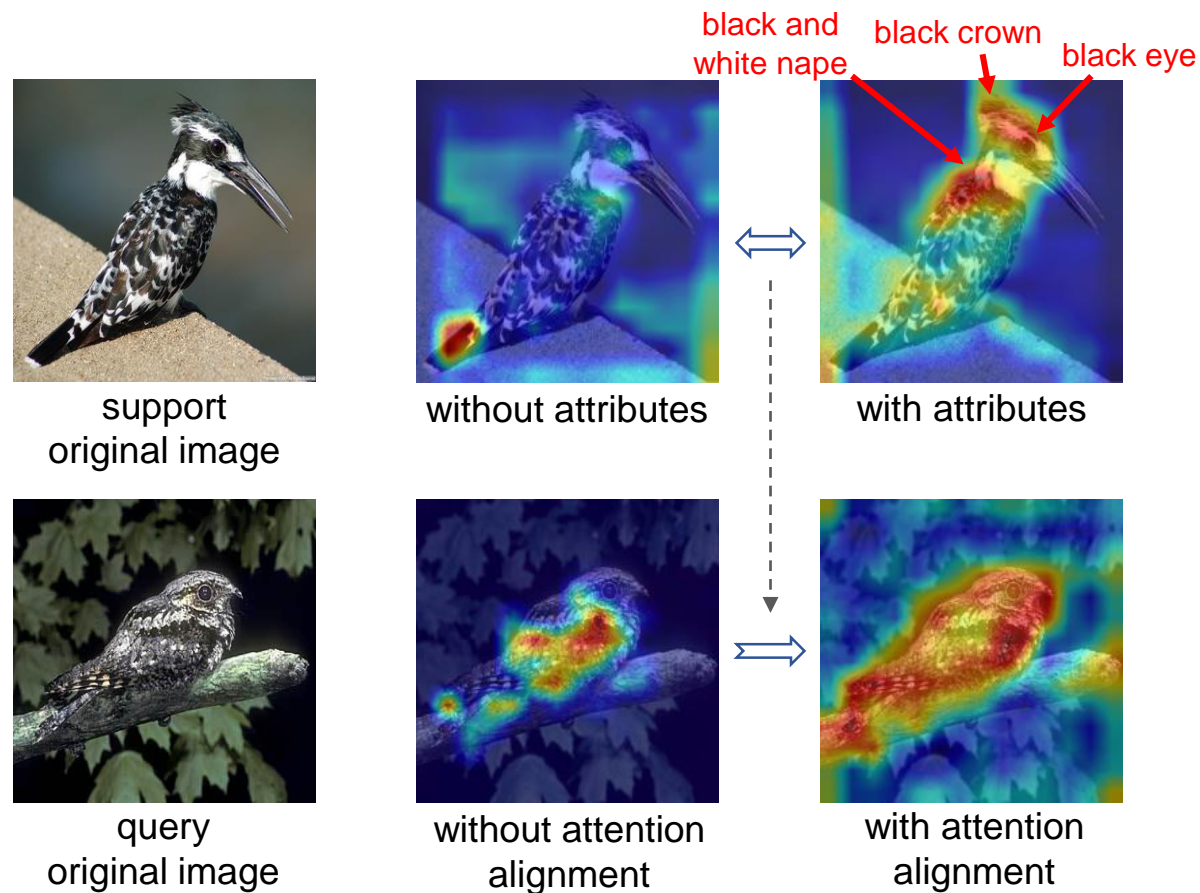 black and
white nape
black crown
black eye
support
original image
without attributes
with attributes
query
original image
without attention
alignment
with attention
alignment